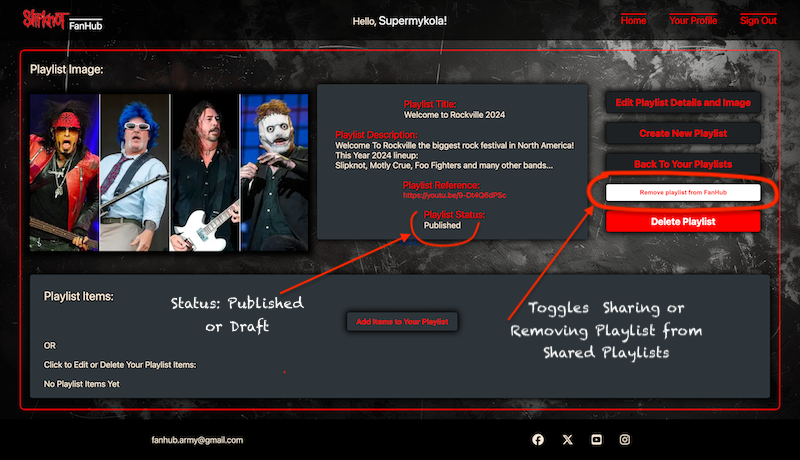 Slipknot
FanHub
Hello, Supermykola!
Home
Your Profile
Sign Out
Playlist Image:
Playlist Title:
Welcome to Rockville 2024
Playlist Description:
Welcome To Rockville the biggest rock festival in North America!
This Year 2024 lineup:
Slipknot, Motly Crue, Foo Fighters and many other bands...
Playlist Reference:
https://youtu.be/9-Dt4Q6dPSc
Playlist Status:
Published
Edit Playlist Details and Image
Create New Playlist
Back To Your Playlists
Remove playlist from FanHub
Delete Playlist
Playlist Items:
Status: Published
or Draft
Add Items to Your Playlist
Toggles Sharing or
Removing Playlist from
Shared Playlists
OR
Click to Edit or Delete Your Playlist Items:
No Playlist Items Yet
fanhub.army@gmail.com